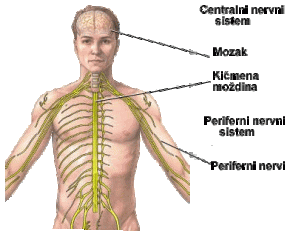 Centralni nervni
sistem
Mozak
Kičmena
moždina
Periferni nervni
sistem
Periferni nervi